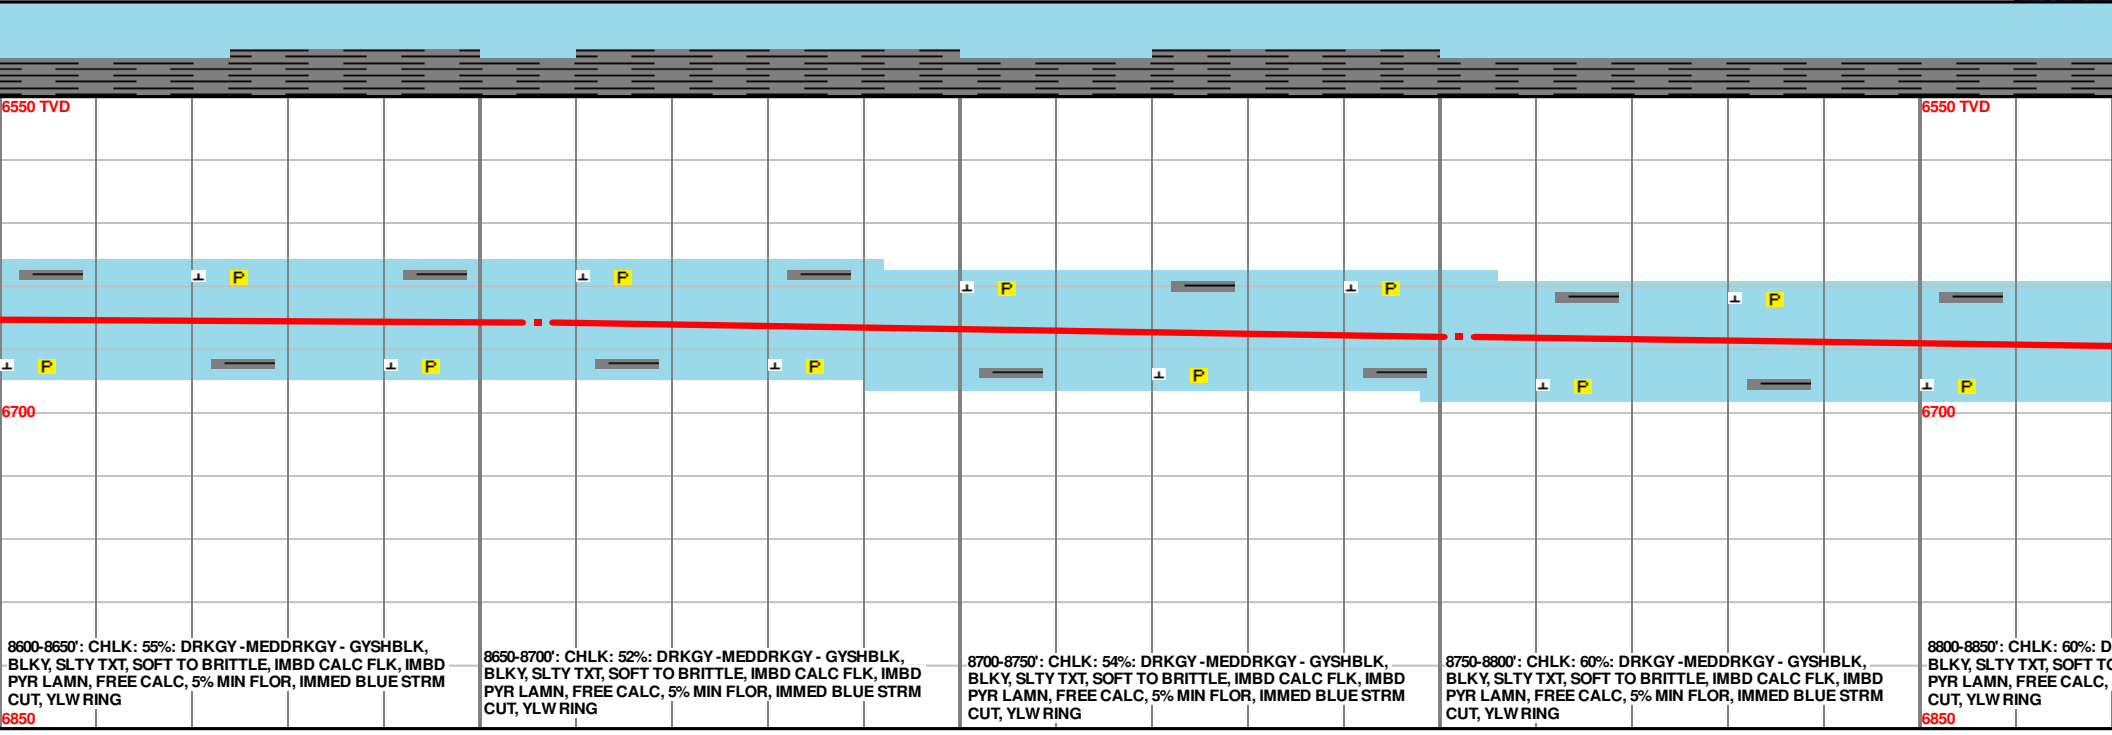 6550 TVD
6550 TVD
P
P
P
P
P
P
P
P
P
P
P
6700
6700
8600-8650': CHLK: 55%: DRKGY -MEDDRKGY - GYSHBLK,
BLKY, SLTY TXT, SOFT TO BRITTLE, IMBD CALC FLK, IMBD
PYR LAMN, FREE CALC, 5% MIN FLOR, IMMED BLUE STRM
CUT, YLW RING
8650-8700': CHLK: 52%: DRKGY -MEDDRKGY - GYSHBLK,
BLKY, SLTY TXT, SOFT TO BRITTLE, IMBD CALC FLK, IMBD
PYR LAMN, FREE CALC, 5% MIN FLOR, IMMED BLUE STRM
CUT, YLW RING
8700-8750': CHLK: 54%: DRKGY -MEDDRKGY - GYSHBLK,
BLKY, SLTY TXT, SOFT TO BRITTLE, IMBD CALC FLK, IMBD
PYR LAMN, FREE CALC, 5% MIN FLOR, IMMED BLUE STRM
CUT, YLW RING
8750-8800': CHLK: 60%: DRKGY -MEDDRKGY - GYSHBLK,
BLKY, SLTY TXT, SOFT TO BRITTLE, IMBD CALC FLK, IMBD
PYR LAMN, FREE CALC, 5% MIN FLOR, IMMED BLUE STRM
CUT, YLW RING
8800-8850': CHLK: 60%: D
BLKY, SLTY TXT, SOFT TO
PYR LAMN, FREE CALC,
CUT, YLW RING
6850
6850